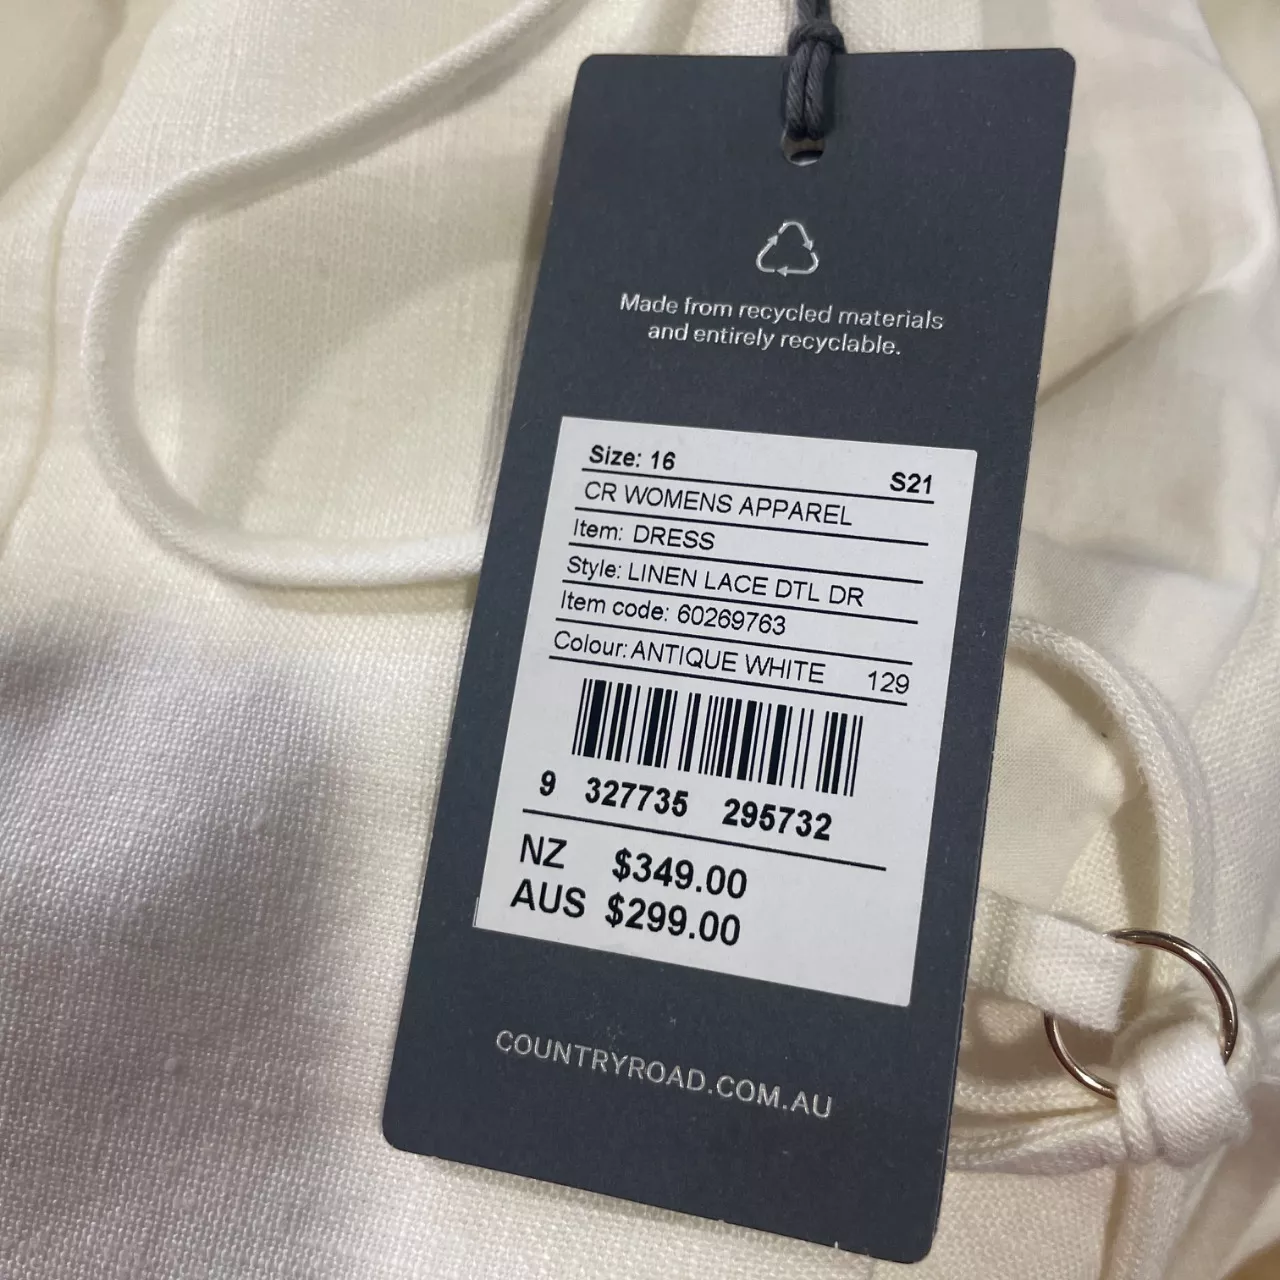 Made from recycled materials
and entirely recyclable.
Size: 16 S21
CR WOMENS APPAREL
Item: DRESS
Style: LINEN LACE DTL DR
Item code: 60269763
Colour: ANTIQUE WHITE 129
9 327735 295732
NZ $349.00
AUS $299.00
COUNTRYROAD.COM.AU